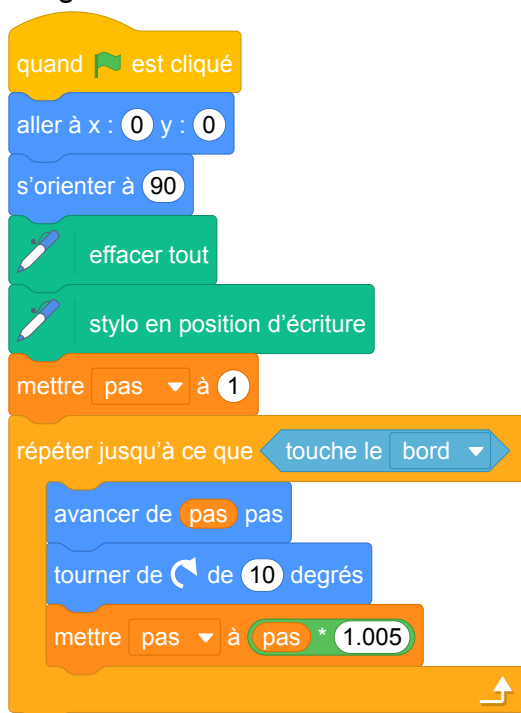 quand est cliqué
aller à x : 0 y : 0
s'orienter à 90
effacer tout
stylo en position d'écriture
mettre pas à 1
répéter jusqu'à ce que touche le bord
avancer de pas pas
tourner de de 10 degrés
mettre pas à pas * 1.005